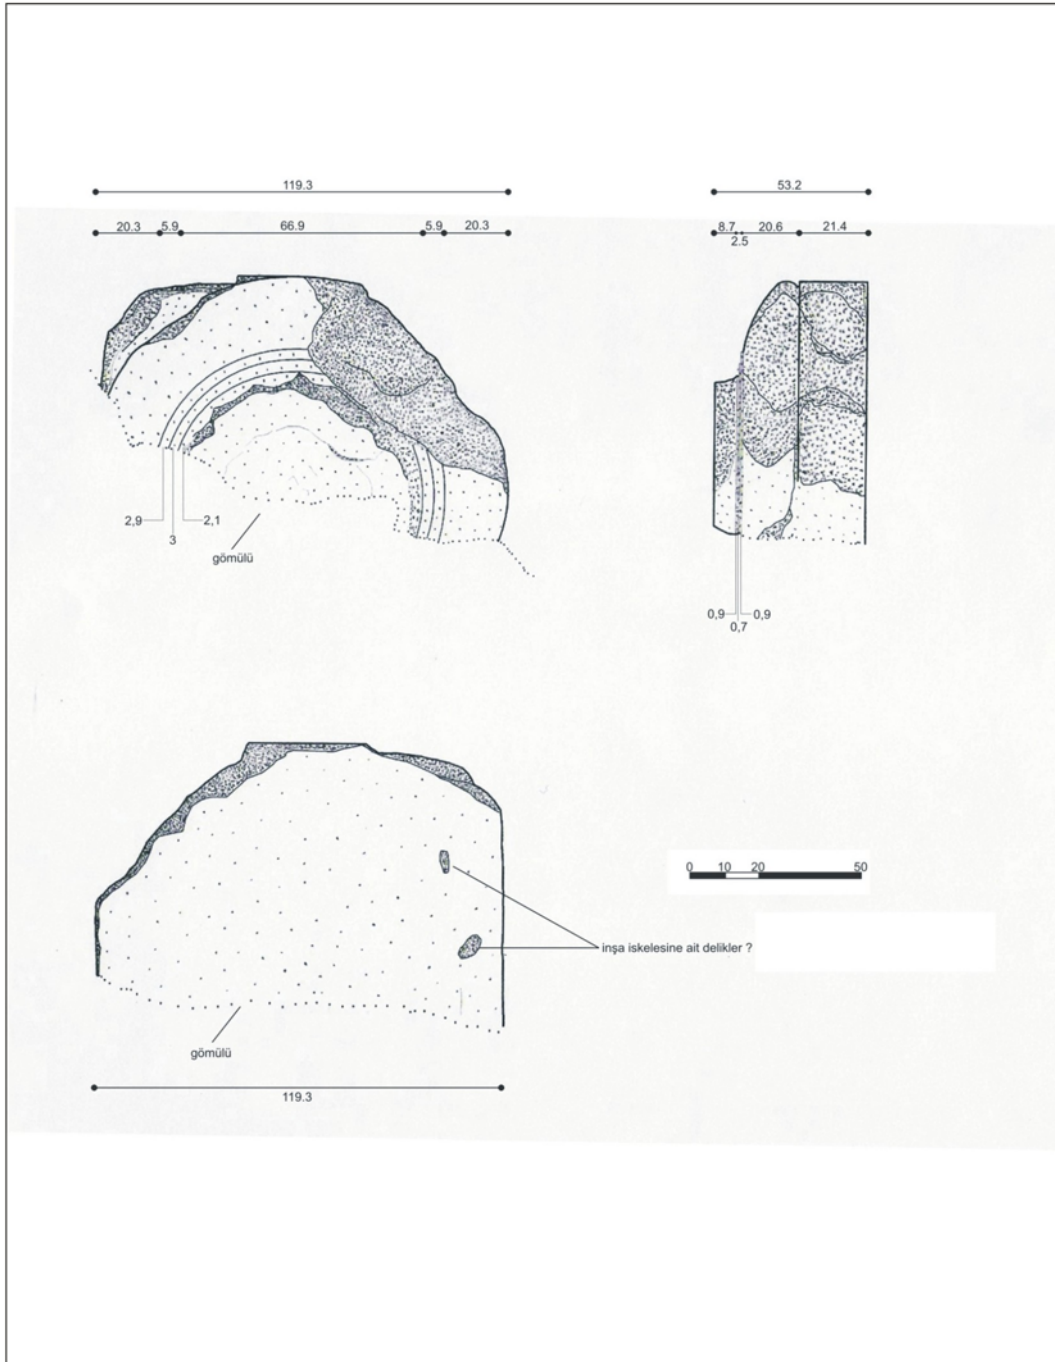 119.3
53.2
20.3 5.9 66.9 5.9 20.3
8.7 20.6 21.4
2.5
2,9 2,1
3
gömülü
0,9 0,9
0,7
0 10 20 50
inşa iskelesine ait delikler ?
gömülü
119.3